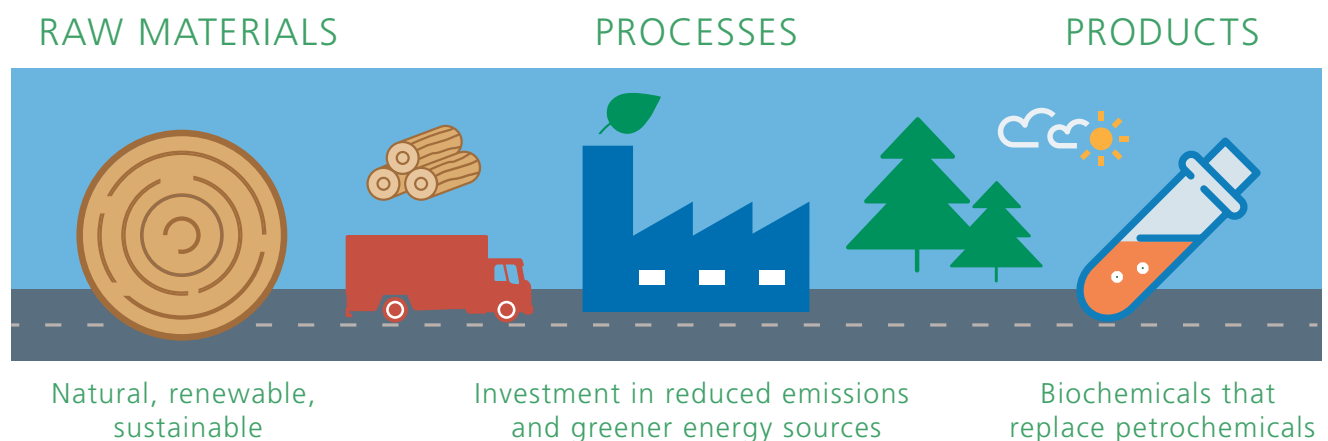 RAW MATERIALS
PROCESSES
PRODUCTS
Natural, renewable,
sustainable
Investment in reduced emissions
and greener energy sources
Biochemicals that
replace petrochemicals